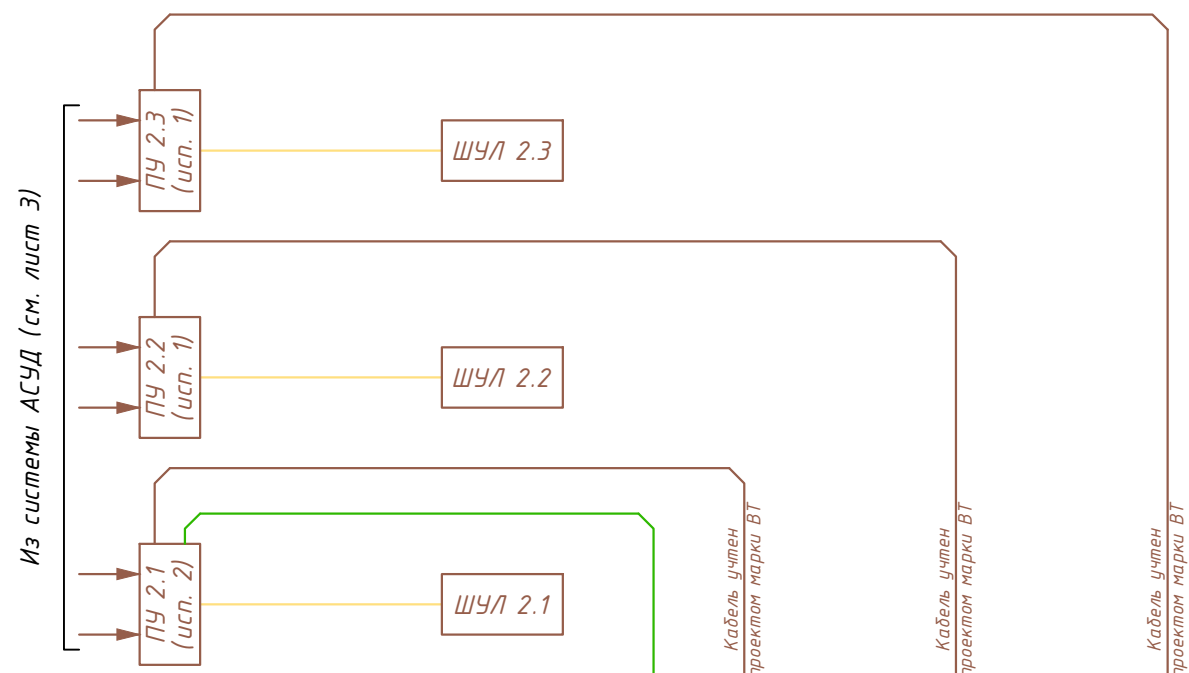 Из системы АСУД (см. лист 3)
ПУ 2.3
(исп. 1)
ШУЛ 2.3
ПУ 2.2
(исп. 1)
ШУЛ 2.2
ПУ 2.1
(исп. 2)
ШУЛ 2.1
Кабель учтен
проектом марки ВТ
Кабель учтен
проектом марки ВТ
Кабель учтен
проектом марки ВТ